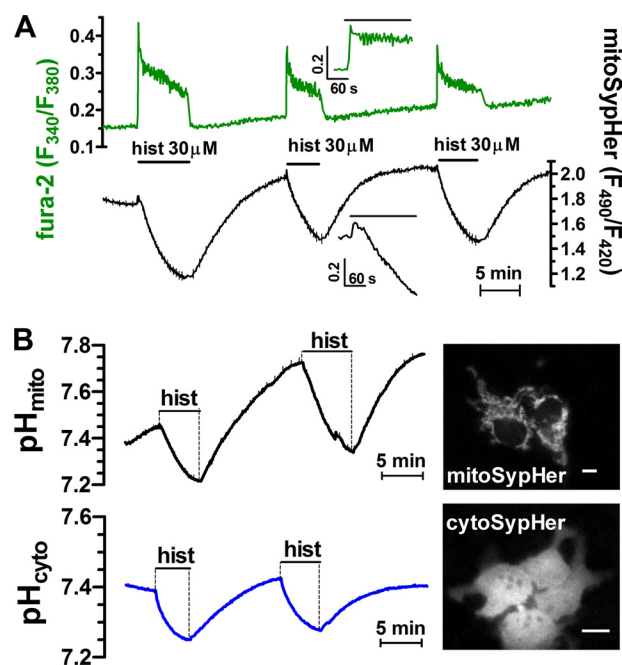 A
fura-2 (F340/F380)
0.4
0.3
0.2
0.1
0.2
60 s
hist 30μM
hist 30μM
hist 30μM
mitoSypHer (F490/F420)
2.0
1.8
1.6
1.4
1.2
0.2
60 s
5 min
B
pHmito
7.8
7.6
7.4
7.2
hist
hist
5 min
mitoSypHer
pHcyto
7.6
7.4
7.2
hist
hist
5 min
cytoSypHer